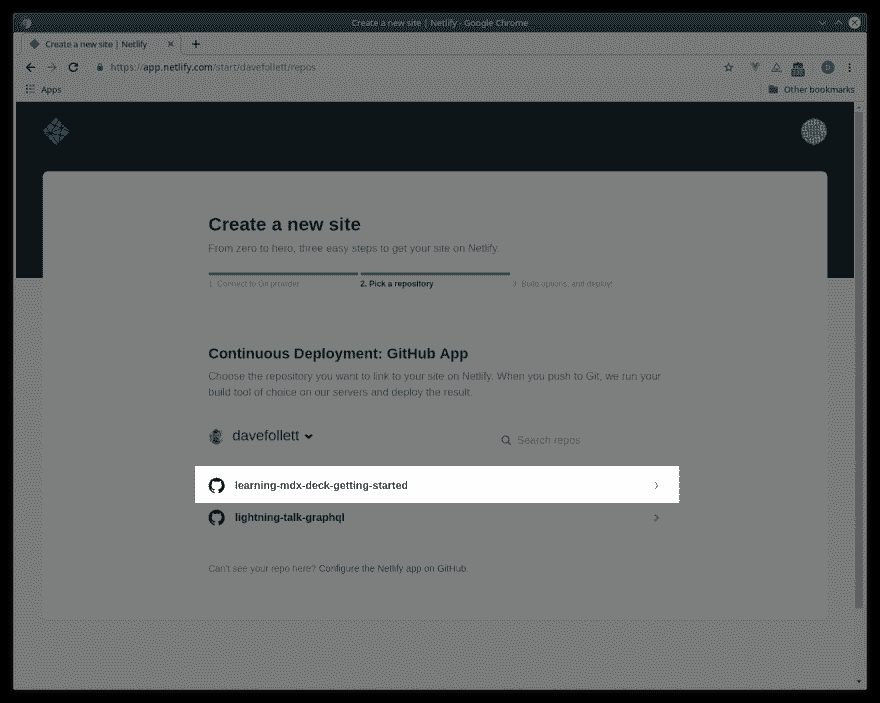 Create a new site | Netlify - Google Chrome
Create a new site | Netlify
https://app.netlify.com/start/davefollett/repos
D
Apps
Other bookmarks
Create a new site
From zero to hero, three easy steps to get your site on Netlify.
1. Connect to Git provider
2. Pick a repository
3. Build options, and deploy!
Continuous Deployment: GitHub App
Choose the repository you want to link to your site on Netlify. When you push to Git, we run your
build tool of choice on our servers and deploy the result.
davefollett
Search repos
learning-mdx-deck-getting-started
lightning-talk-graphql
Can't see your repo here? Configure the Netlify app on GitHub.